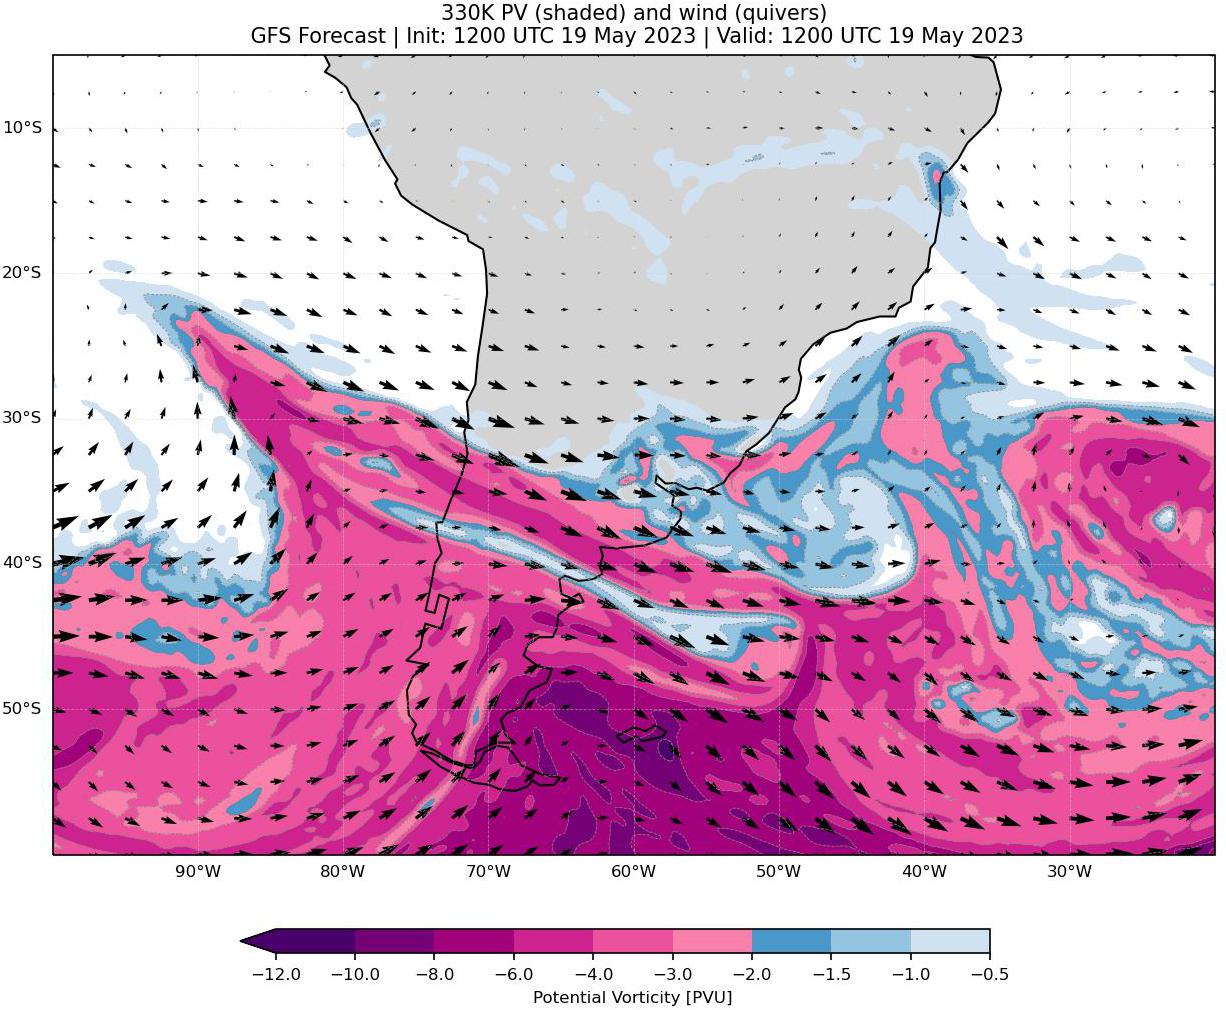 330K PV (shaded) and wind (quivers)
GFS Forecast | Init: 1200 UTC 19 May 2023 | Valid: 1200 UTC 19 May 2023
10°S
20°S
30°S
40°S
50°S
90°W 80°W 70°W 60°W 50°W 40°W 30°W
−12.0 −10.0 −8.0 −6.0 −4.0 −3.0 −2.0 −1.5 −1.0 −0.5
Potential Vorticity [PVU]